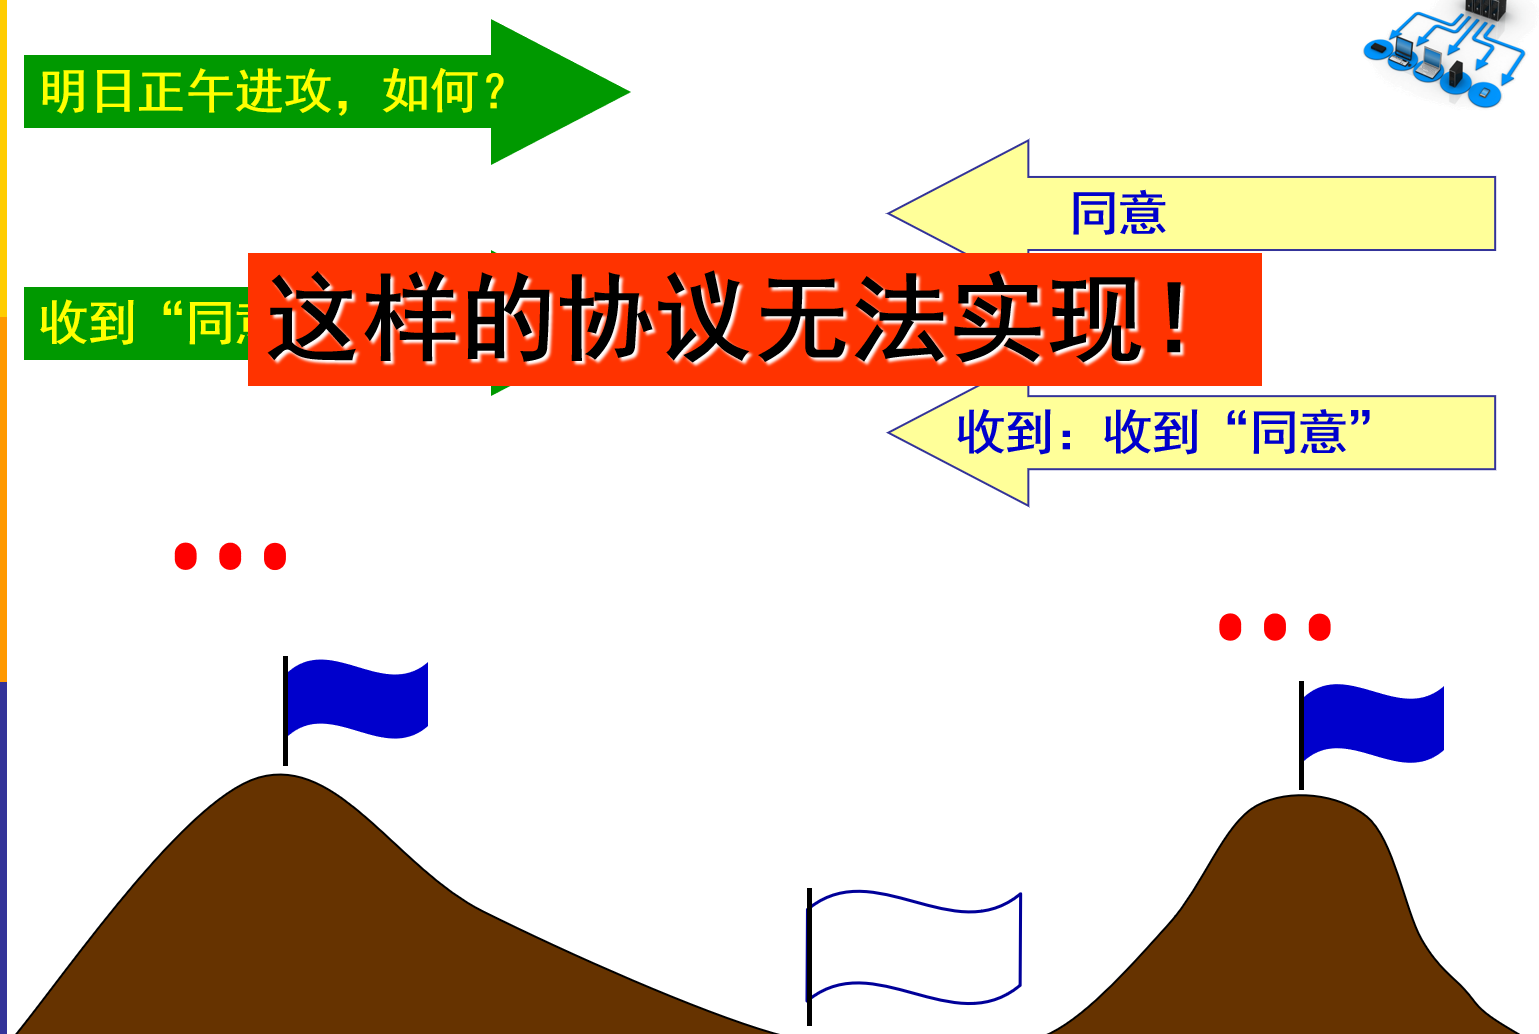 明日正午进攻，如何？
同意
收到“同
这样的协议无法实现！
收到：收到“同意”